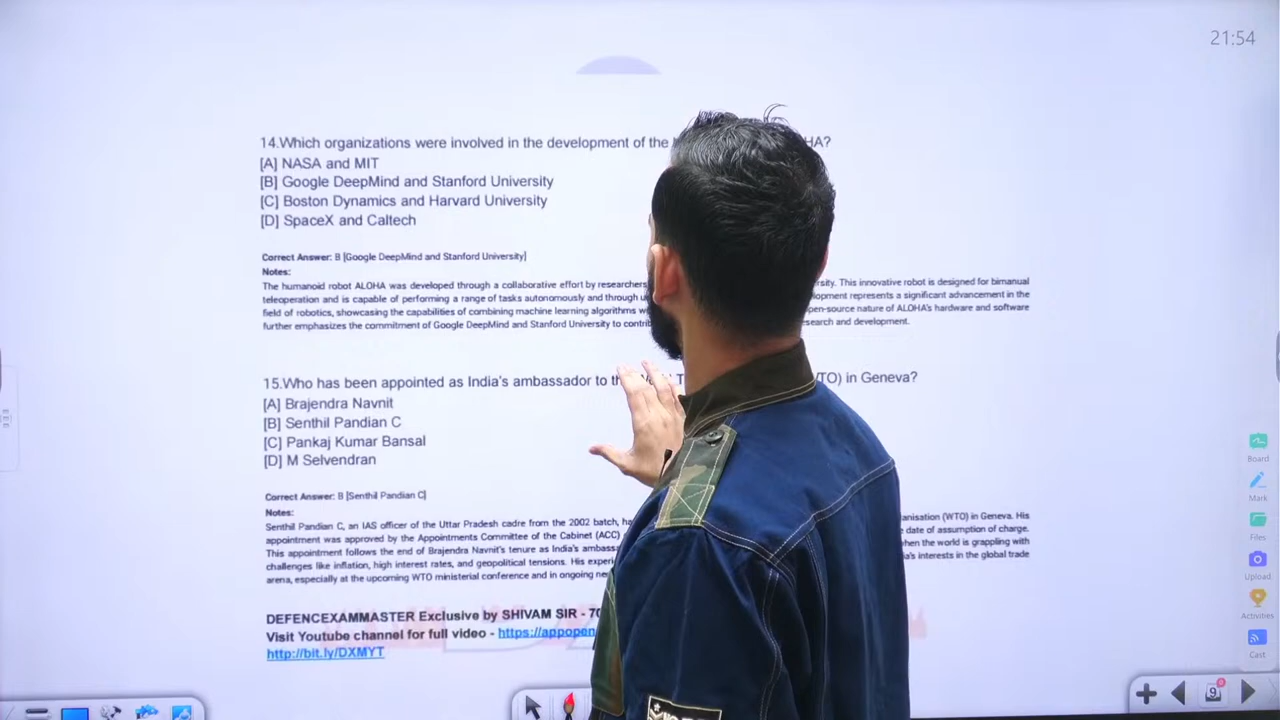 21:54
14.Which organizations were involved in the development of the HA?
[A] NASA and MIT
[B] Google DeepMind and Stanford University
[C] Boston Dynamics and Harvard University
[D] SpaceX and Caltech
Correct Answer: B [Google DeepMind and Stanford University]
Notes:
The humanoid robot ALOHA was developed through a collaborative effort by researchers rsity. This innovative robot is designed for bimanual
teleoperation and is capable of performing a range of tasks autonomously and through u lopment represents a significant advancement in the
field of robotics, showcasing the capabilities of combining machine learning algorithms w pen-source nature of ALOHA's hardware and software
further emphasizes the commitment of Google DeepMind and Stanford University to contrib search and development.
15.Who has been appointed as India's ambassador to th TO) in Geneva?
[A] Brajendra Navnit
[B] Senthil Pandian C
[C] Pankaj Kumar Bansal
[D] M Selvendran
Correct Answer: B [Senthil Pandian C]
Notes:
Senthil Pandian C, an IAS officer of the Uttar Pradesh cadre from the 2002 batch, ha anisation (WTO) in Geneva. His
appointment was approved by the Appointments Committee of the Cabinet (ACC) date of assumption of charge.
This appointment follows the end of Brajendra Navnit's tenure as India's ambass hen the world is grappling with
challenges like inflation, high interest rates, and geopolitical tensions. His experi ia's interests in the global trade
arena, especially at the upcoming WTO ministerial conference and in ongoing ne
DEFENCEXAMMASTER Exclusive by SHIVAM SIR - 70
Visit Youtube channel for full video - https://appopen
http://bit.ly/DXMYT
Board
Mark
Files
Upload
Activities
Cast
9